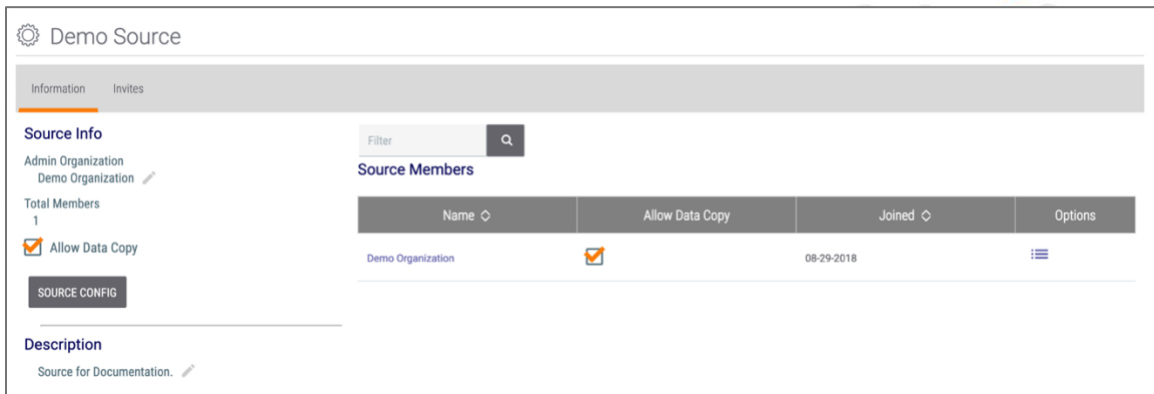 Demo Source
Information Invites
Source Info
Admin Organization
Demo Organization
Total Members
1
Allow Data Copy
SOURCE CONFIG
Description
Source for Documentation.
Filter
Source Members
Name Allow Data Copy Joined Options
Demo Organization 08-29-2018